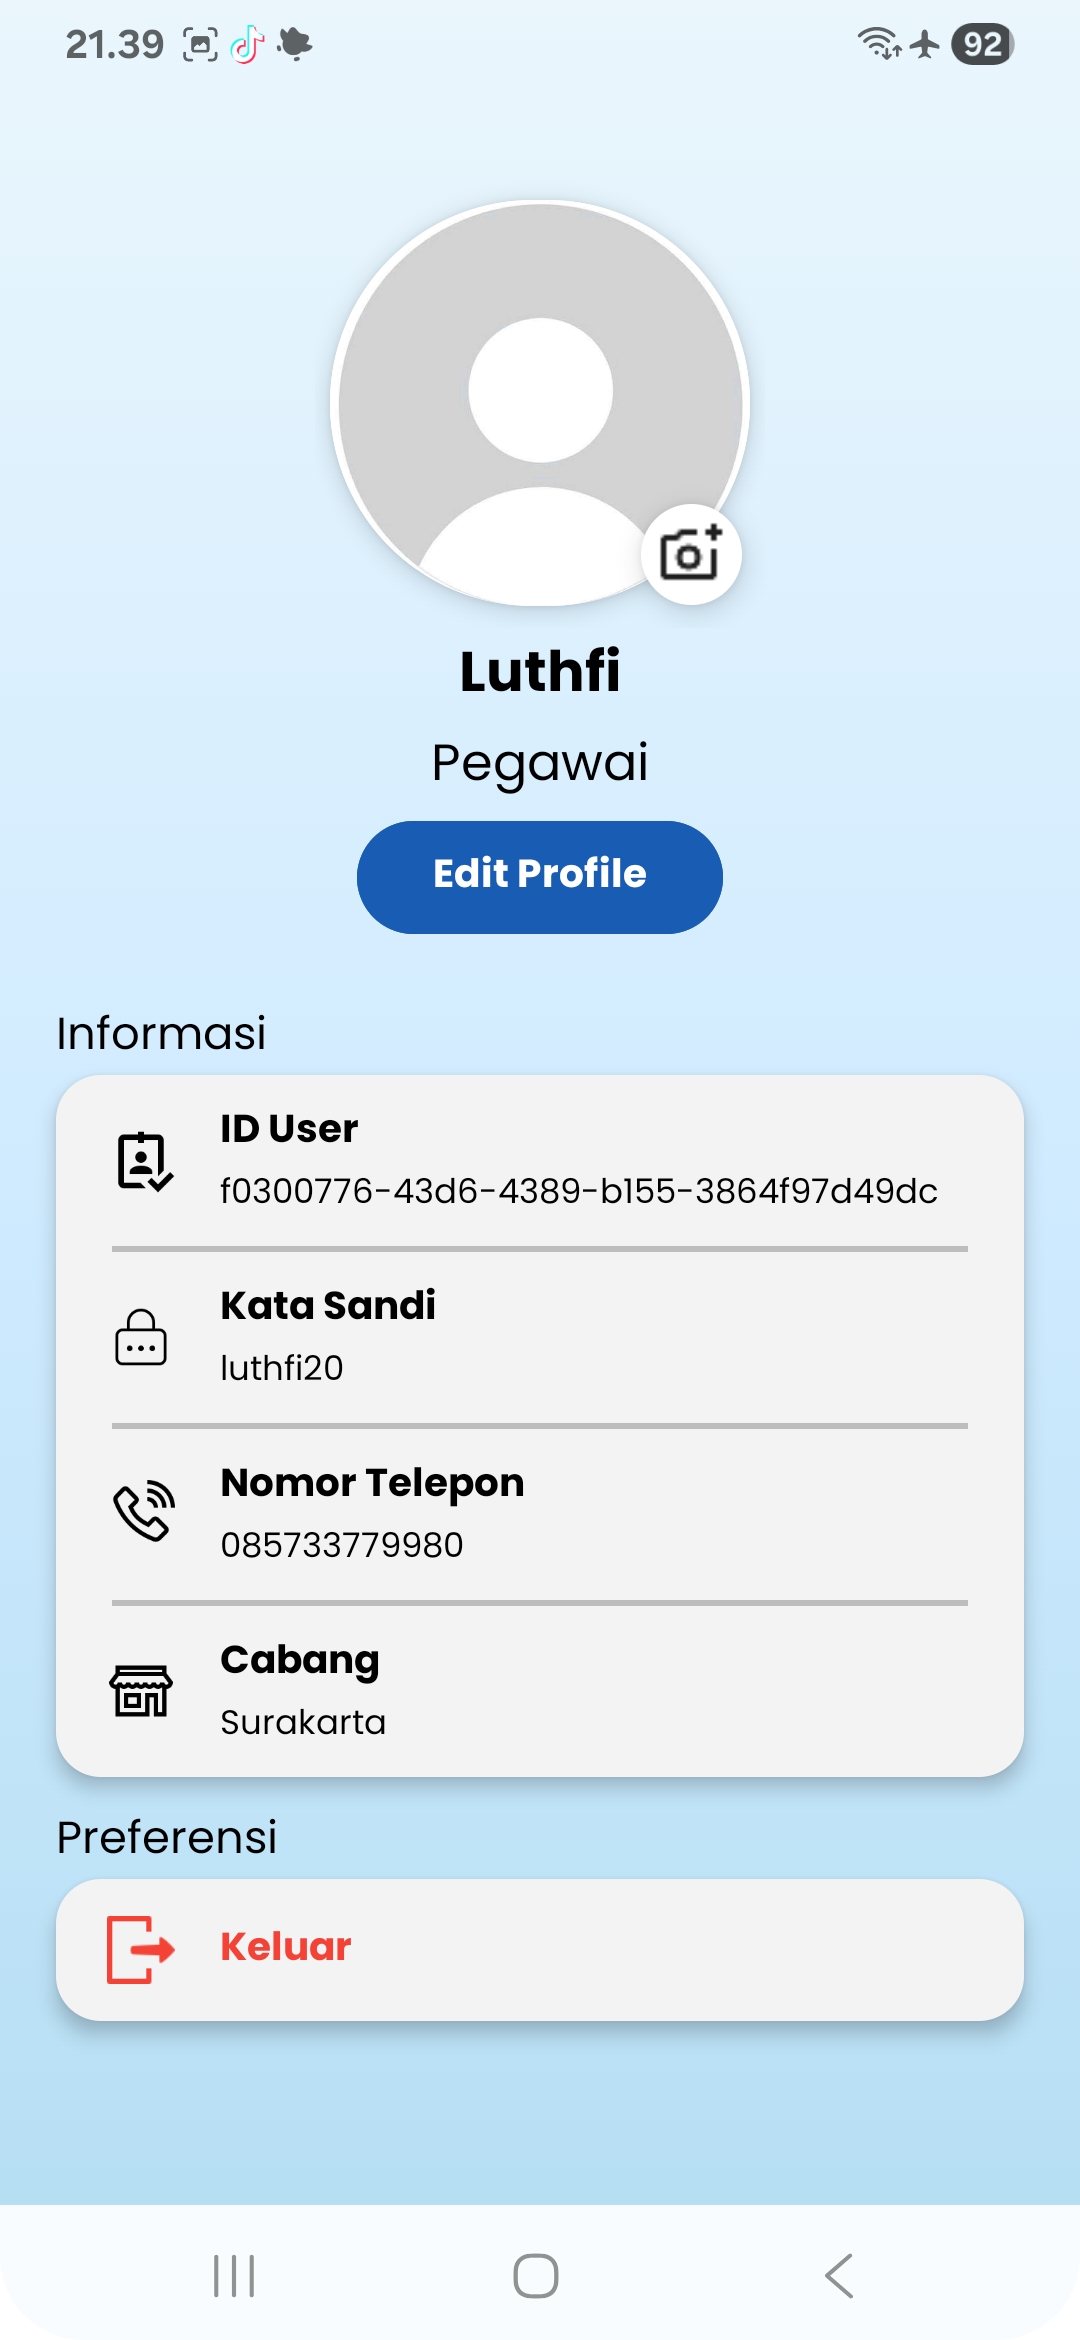 21.39
92
Luthfi
Pegawai
Edit Profile
Informasi
ID User
f0300776-43d6-4389-b155-3864f97d49dc
Kata Sandi
luthfi20
Nomor Telepon
085733779980
Cabang
Surakarta
Preferensi
Keluar